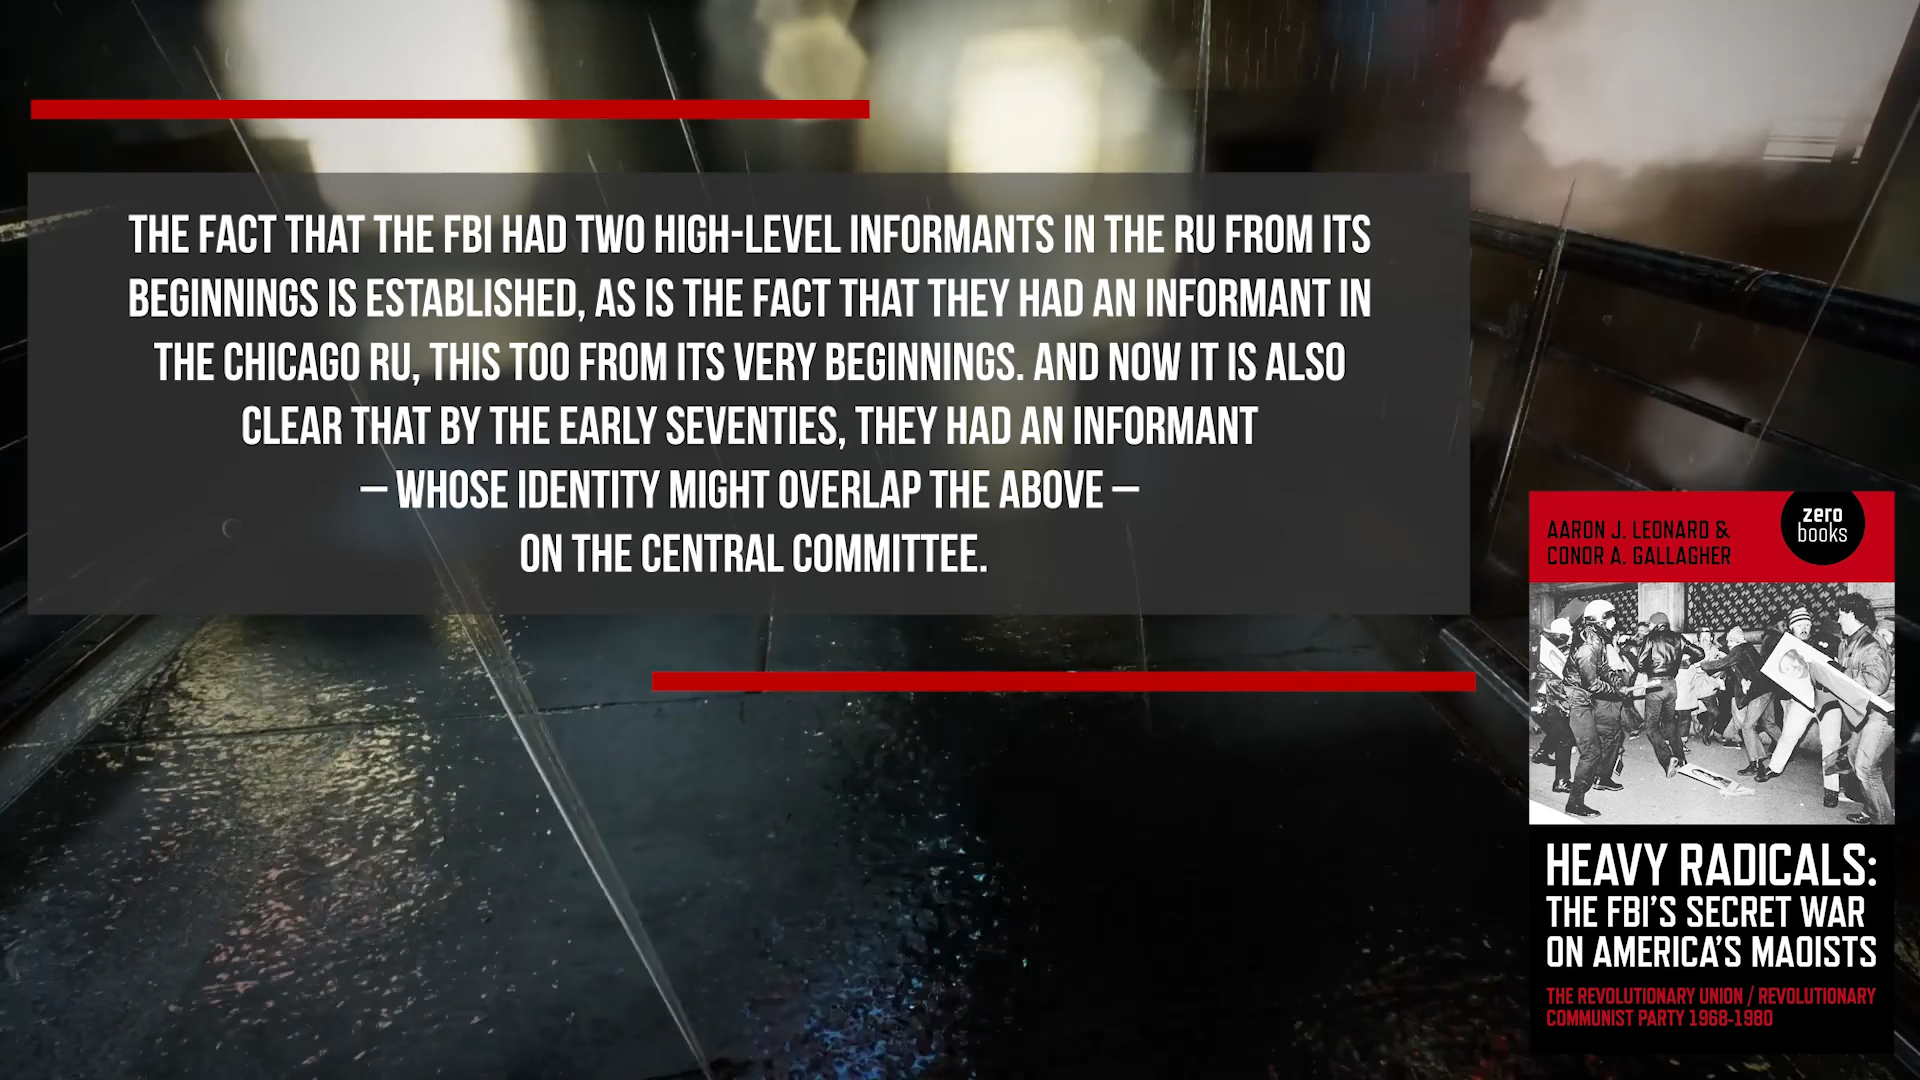 THE FACT THAT THE FBI HAD TWO HIGH-LEVEL INFORMANTS IN THE RU FROM ITS
BEGINNINGS IS ESTABLISHED, AS IS THE FACT THAT THEY HAD AN INFORMANT IN
THE CHICAGO RU, THIS TOO FROM ITS VERY BEGINNINGS. AND NOW IT IS ALSO
CLEAR THAT BY THE EARLY SEVENTIES, THEY HAD AN INFORMANT
– WHOSE IDENTITY MIGHT OVERLAP THE ABOVE –
ON THE CENTRAL COMMITTEE.
AARON J. LEONARD &
CONOR A. GALLAGHER
zero
books
HEAVY RADICALS:
THE FBI'S SECRET WAR
ON AMERICA'S MAOISTS
THE REVOLUTIONARY UNION / REVOLUTIONARY
COMMUNIST PARTY 1968-1980